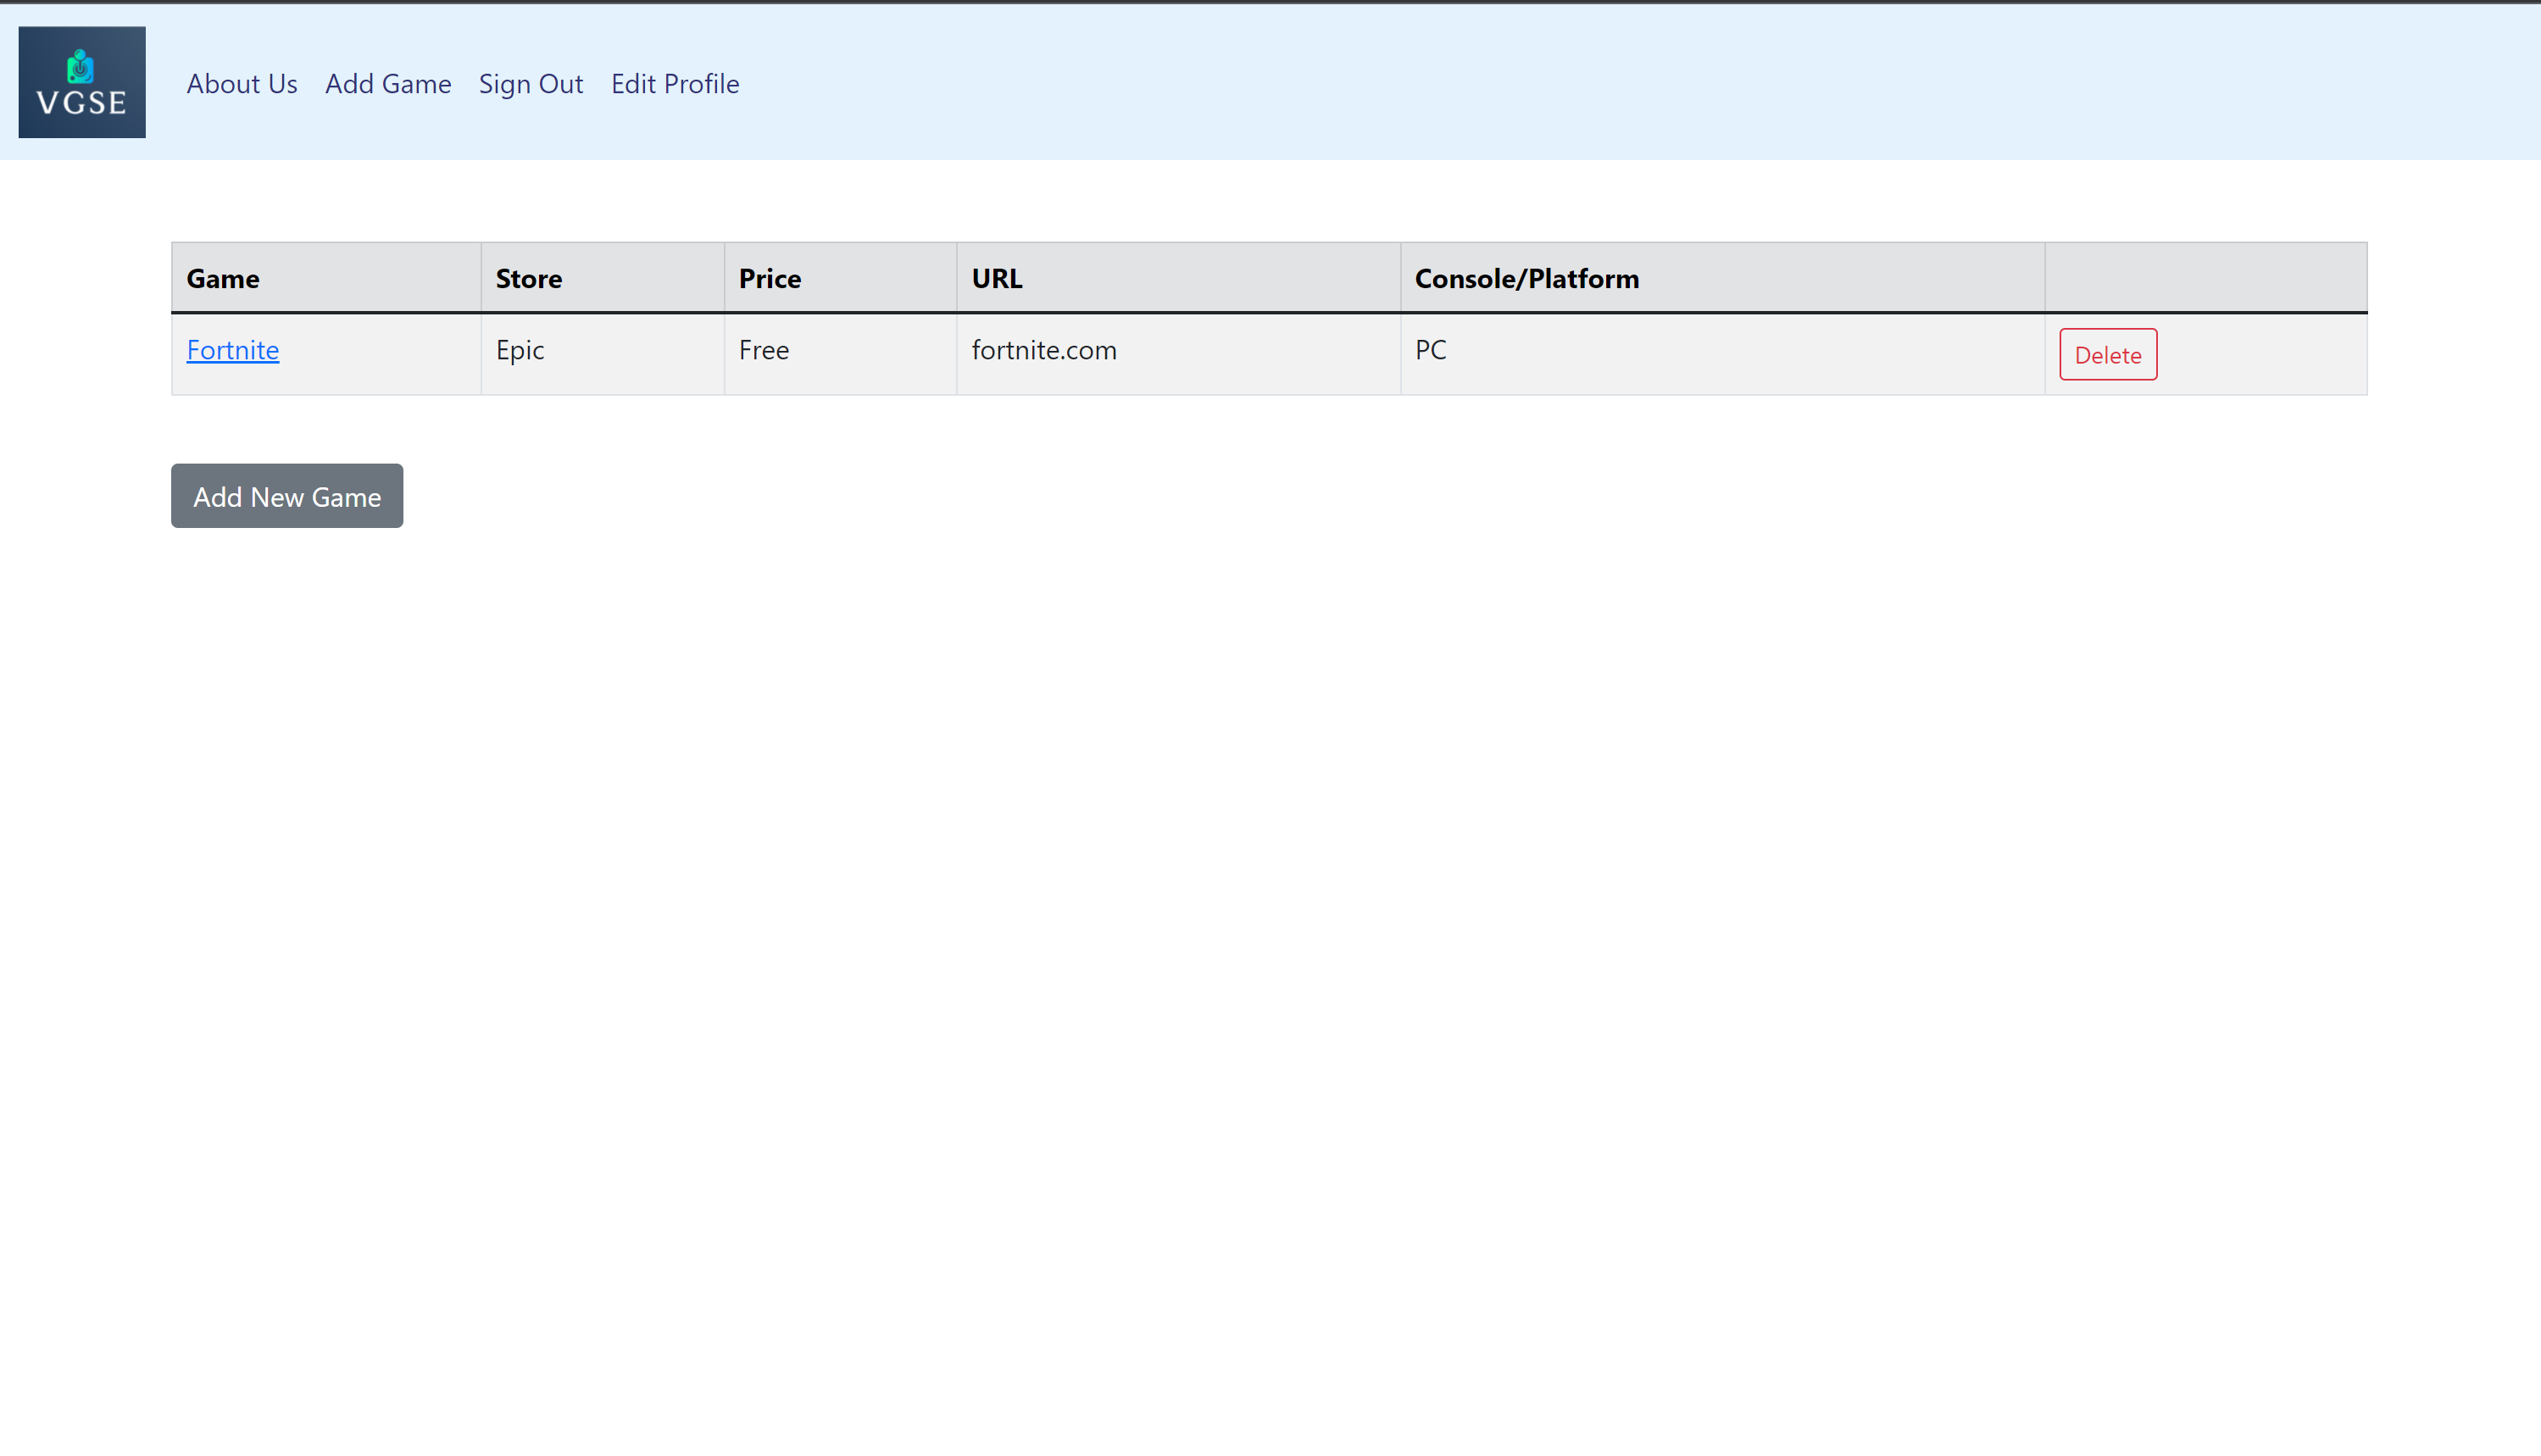 VGSE
About Us Add Game Sign Out Edit Profile
Game Store Price URL Console/Platform
Fortnite Epic Free fortnite.com PC Delete
Add New Game